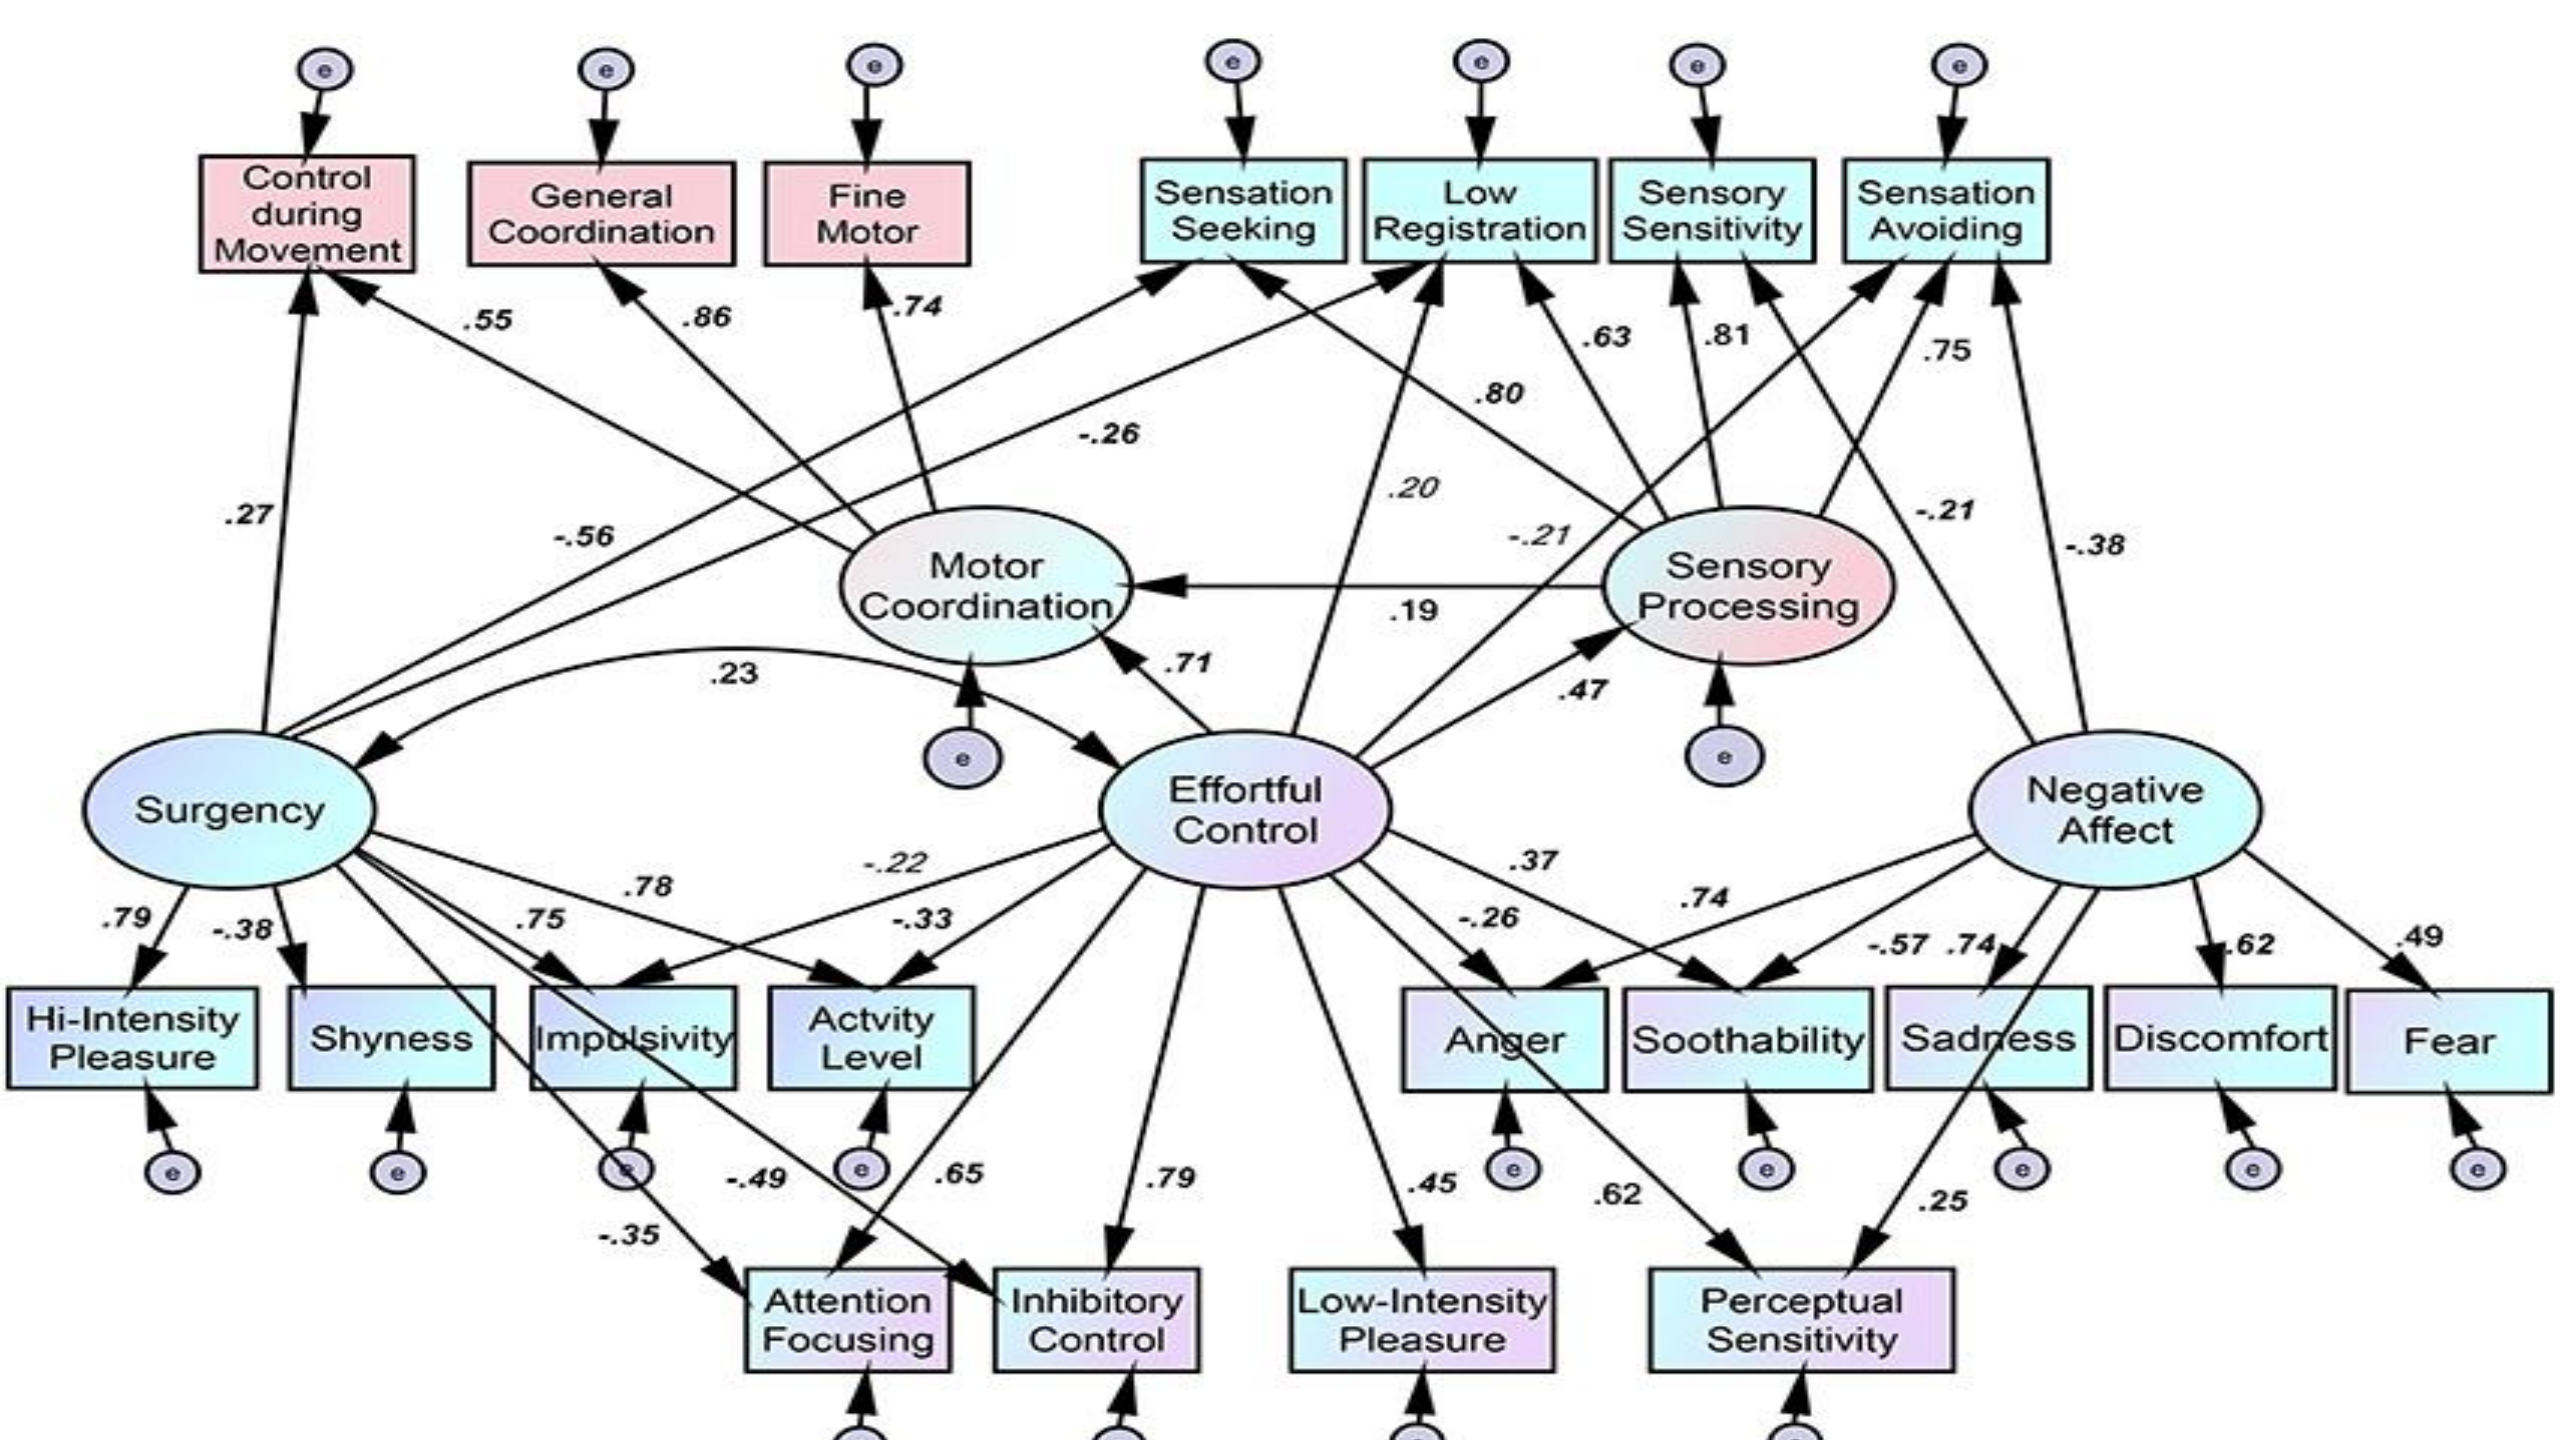 e
e
e
e
e
e
e
Control
during
Movement
General
Coordination
Fine
Motor
Sensation
Seeking
Low
Registration
Sensory
Sensitivity
Sensation
Avoiding
.55
.86
.74
.63
.81
.75
.80
-.26
.27
-.56
.20
-.21
-.21
-.38
Motor
Coordination
Sensory
Processing
.19
.23
.71
.47
e
e
Surgency
Effortful
Control
Negative
Affect
.79
-.38
.75
.78
-.22
-.33
.37
-.26
.74
-.57
.74
.62
.49
Hi-Intensity
Pleasure
Shyness
Impulsivity
Actvity
Level
Anger
Soothability
Sadness
Discomfort
Fear
e
e
e
e
e
e
e
e
e
-.35
-.49
.65
.79
.45
.62
.25
Attention
Focusing
Inhibitory
Control
Low-Intensity
Pleasure
Perceptual
Sensitivity